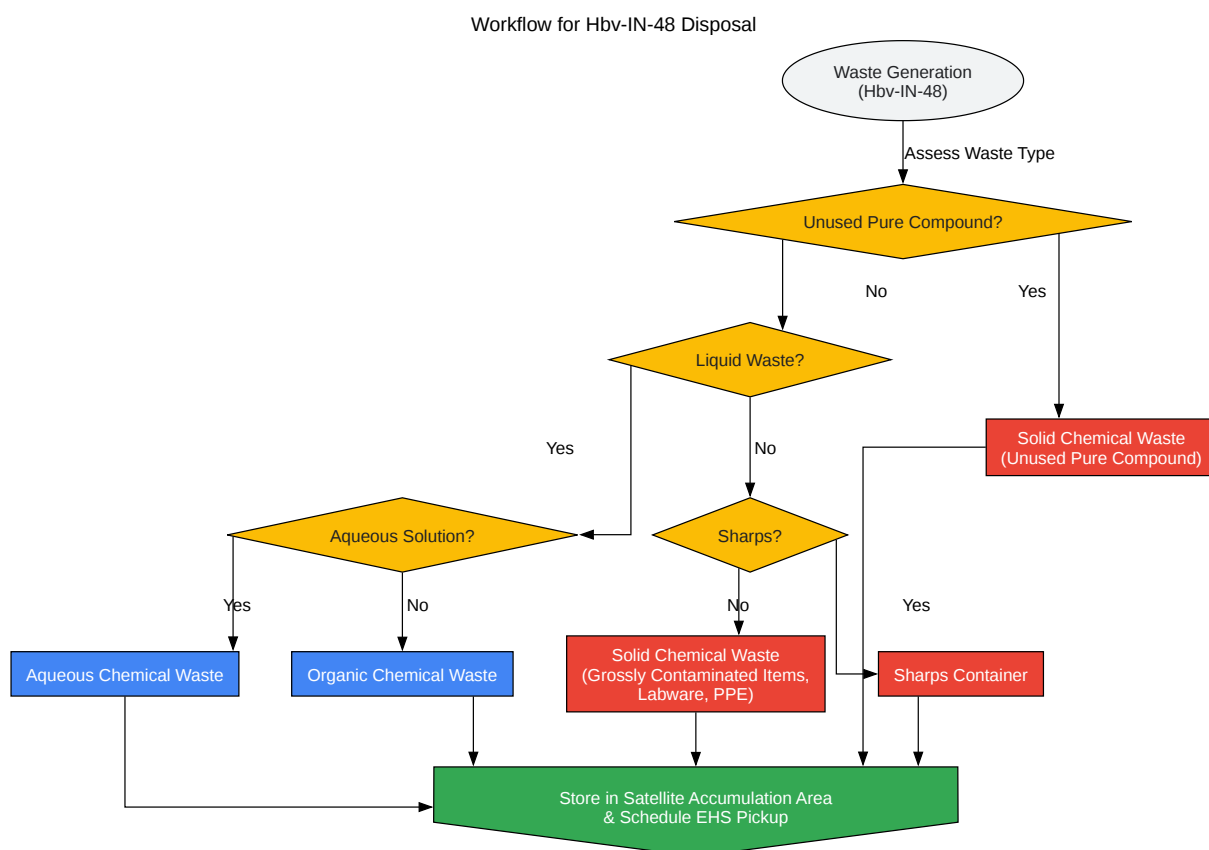 Workflow for Hbv-IN-48 Disposal
Waste Generation
(Hbv-IN-48)
Assess Waste Type
Unused Pure Compound?
No
Yes
Liquid Waste?
Yes
No
Solid Chemical Waste
(Unused Pure Compound)
Aqueous Solution?
Sharps?
Yes
No
No
Yes
Aqueous Chemical Waste
Organic Chemical Waste
Solid Chemical Waste
(Grossly Contaminated Items,
Labware, PPE)
Sharps Container
Store in Satellite Accumulation Area
& Schedule EHS Pickup